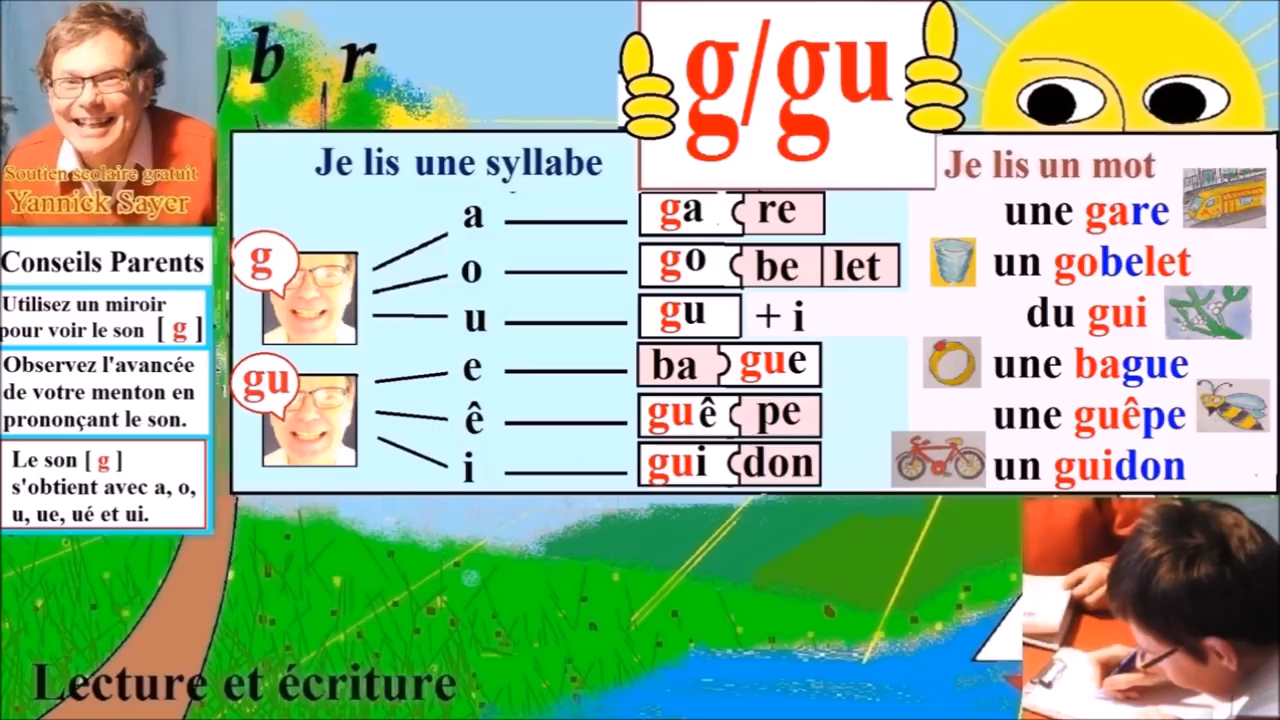 b r
g/gu
Soutien scolaire gratuit
Yannick Sayer
Conseils Parents
Utilisez un miroir
pour voir le son [ g ]
Observez l'avancée
de votre menton en
prononçant le son.
Le son [ g ]
s'obtient avec a, o,
u, ue, ué et ui.
Je lis une syllabe
g
gu
a ga re
o go be let
u gu + i
e ba gue
ê guê pe
i gui don
Je lis un mot
une gare
un gobelet
du gui
une bague
une guêpe
un guidon
Lecture et écriture